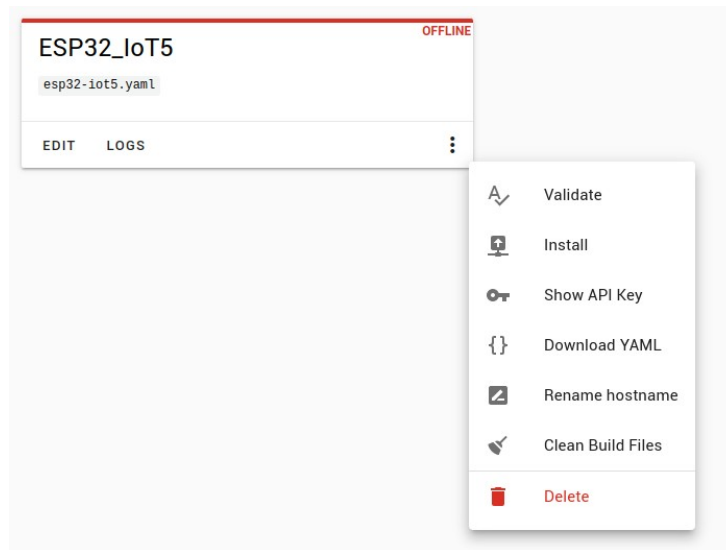 OFFLINE
ESP32_IoT5
esp32-iot5.yaml
EDIT LOGS
Validate
Install
Show API Key
Download YAML
Rename hostname
Clean Build Files
Delete